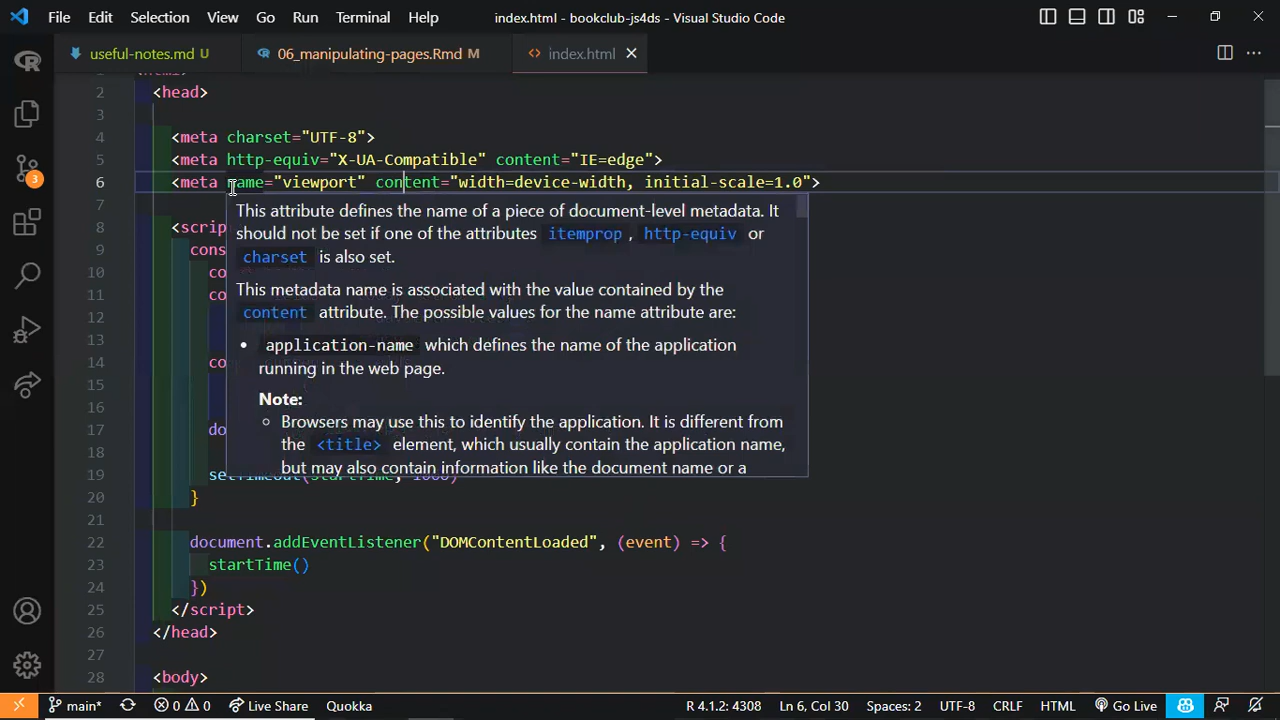 File Edit Selection View Go Run Terminal Help index.html - bookclub-js4ds - Visual Studio Code
useful-notes.md U 06_manipulating-pages.Rmd M <> index.html
2 <head>
3
4 <meta charset="UTF-8">
5 <meta http-equiv="X-UA-Compatible" content="IE=edge">
6 <meta name="viewport" content="width=device-width, initial-scale=1.0">
7
This attribute defines the name of a piece of document-level metadata. It
should not be set if one of the attributes itemprop , http-equiv or
charset is also set.
This metadata name is associated with the value contained by the
content attribute. The possible values for the name attribute are:
• application-name which defines the name of the application
running in the web page.
Note:
Browsers may use this to identify the application. It is different from
the <title> element, which usually contain the application name,
but may also contain information like the document name or a
8 <scrip
9 cons
10 co
11 co
12
13
14 co
15
16
17 do
18
19 setTimeout(startTime, 1000)
20 }
21
22 document.addEventListener("DOMContentLoaded", (event) => {
23 startTime()
24 })
25 </script>
26 </head>
27
28 <body>
3
main* 0 0 Live Share Quokka R 4.1.2: 4308 Ln 6, Col 30 Spaces: 2 UTF-8 CRLF HTML Go Live